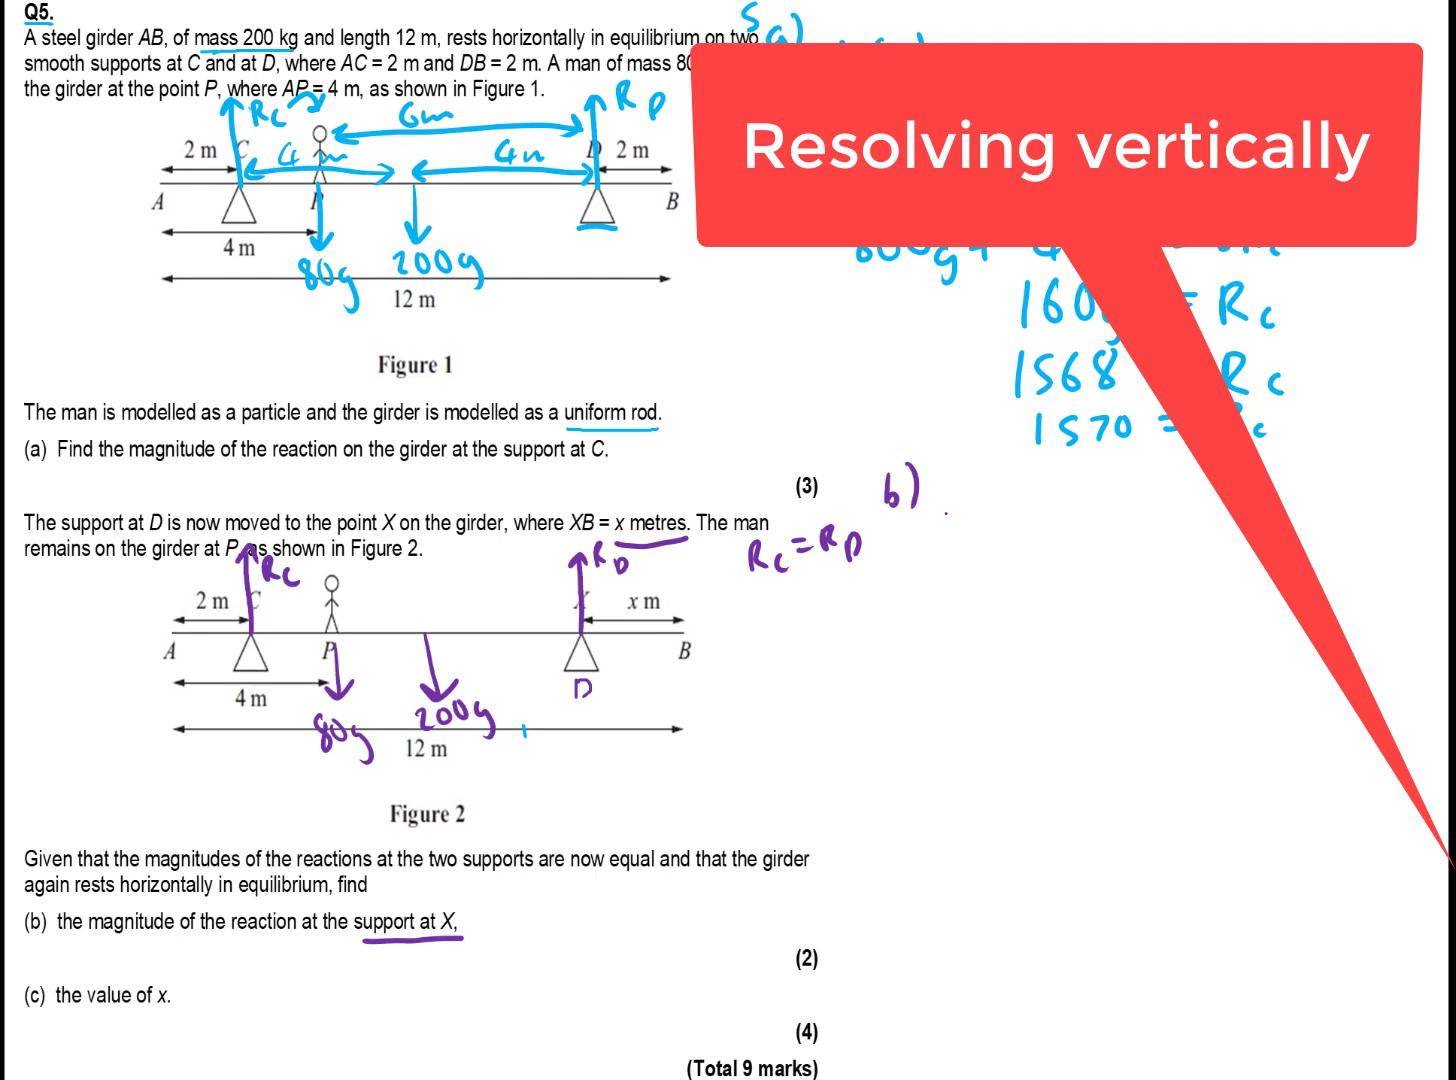 Q5.
A steel girder AB, of mass 200 kg and length 12 m, rests horizontally in equilibrium on two
smooth supports at C and at D, where AC = 2 m and DB = 2 m. A man of mass 80
the girder at the point P, where AP = 4 m, as shown in Figure 1.
Resolving vertically
Rc 6m RD
2 m C 4m 4m D 2 m
A P B
4 m 80g 200g
12 m
160 = Rc
1568 Rc
1570 = c
Figure 1
The man is modelled as a particle and the girder is modelled as a uniform rod.
(a) Find the magnitude of the reaction on the girder at the support at C.
(3) b)
The support at D is now moved to the point X on the girder, where XB = x metres. The man
remains on the girder at P, as shown in Figure 2.
Rc = RD
Rc RD
2 m C X x m
A P B
4 m D
80g 200g
12 m
Figure 2
Given that the magnitudes of the reactions at the two supports are now equal and that the girder
again rests horizontally in equilibrium, find
(b) the magnitude of the reaction at the support at X,
(2)
(c) the value of x.
(4)
(Total 9 marks)